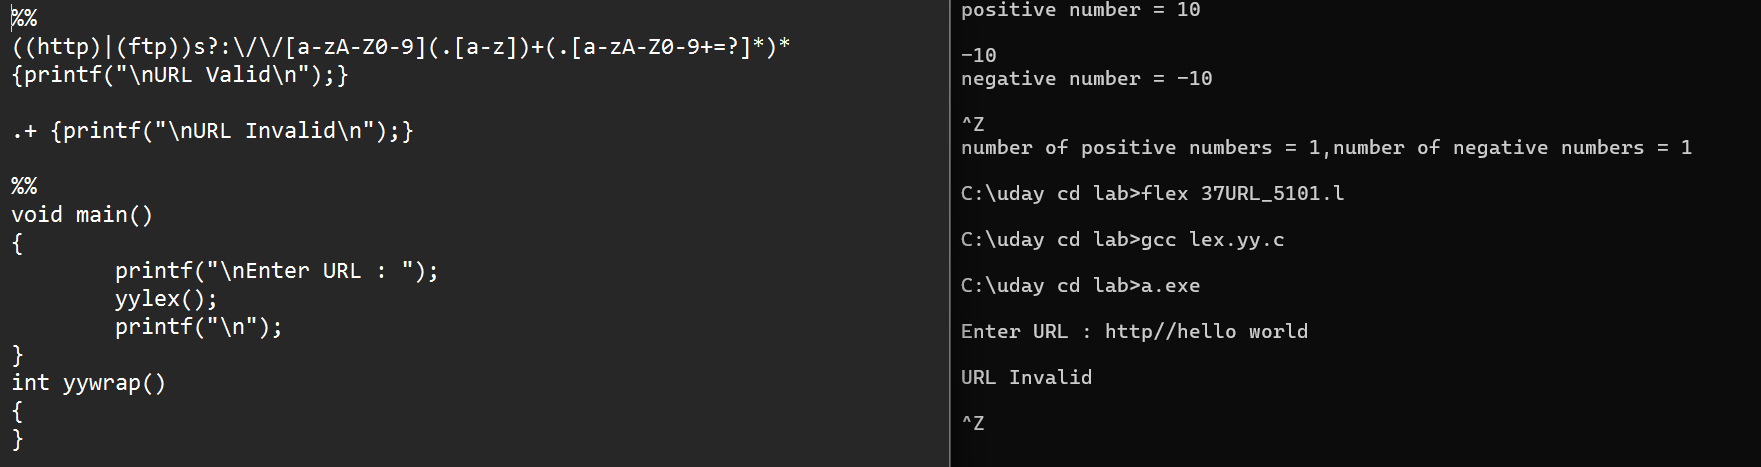 %%
((http)|(ftp))s?:\/\/[a-zA-Z0-9](.[a-z])+(.[a-zA-Z0-9+=?]*)*
{printf("\nURL Valid\n");}
.+ {printf("\nURL Invalid\n");}
%%
void main()
{
printf("\nEnter URL : ");
yylex();
printf("\n");
}
int yywrap()
{
}
positive number = 10
-10
negative number = -10
^Z
number of positive numbers = 1,number of negative numbers = 1
C:\uday cd lab>flex 37URL_5101.l
C:\uday cd lab>gcc lex.yy.c
C:\uday cd lab>a.exe
Enter URL : http//hello world
URL Invalid
^Z